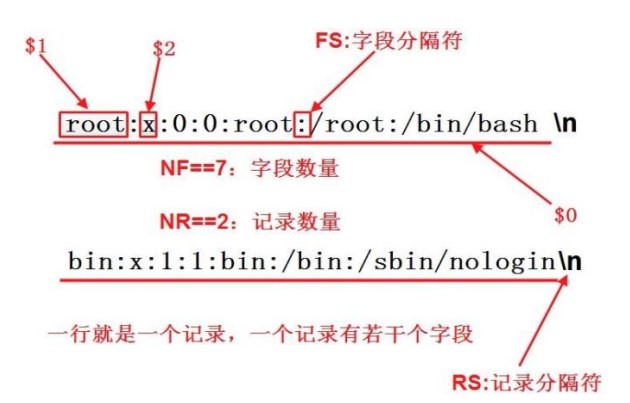 $1 $2 FS:字段分隔符
root:x:0:0:root:/root:/bin/bash \n
NF==7：字段数量
NR==2：记录数量 $0
bin:x:1:1:bin:/bin:/sbin/nologin\n
一行就是一个记录，一个记录有若干个字段
RS:记录分隔符